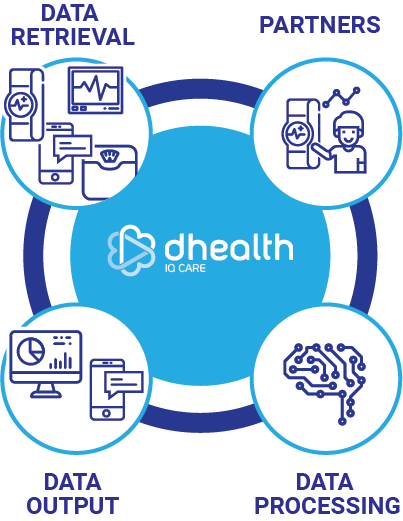 DATA
RETRIEVAL
PARTNERS
dhealth
IQ CARE
DATA
OUTPUT
DATA
PROCESSING